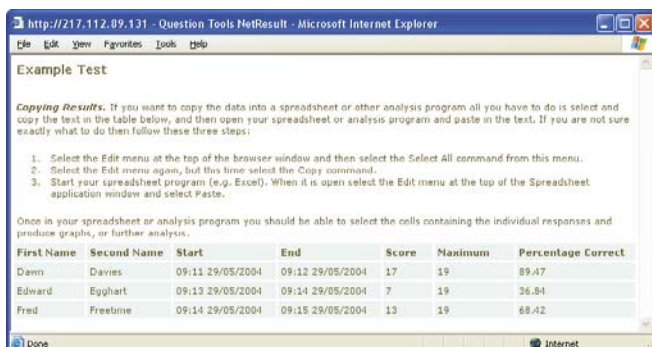 http://217.112.09.131 - Question Tools NetResult - Microsoft Internet Explorer
File Edit View Favorites Tools Help
Example Test
Copying Results. If you want to copy the data into a spreadsheet or other analysis program all you have to do is select and
copy the text in the table below, and then open your spreadsheet or analysis program and paste in the text. If you are not sure
exactly what to do then follow these three steps:
1. Select the Edit menu at the top of the browser window and then select the Select All command from this menu.
2. Select the Edit menu again, but this time select the Copy command.
3. Start your spreadsheet program (e.g. Excel). When it is open select the Edit menu at the top of the Spreadsheet
application window and select Paste.
Once in your spreadsheet or analysis program you should be able to select the cells containing the individual responses and
produce graphs, or further analysis.
First Name Second Name Start End Score Maximum Percentage Correct
Dawn Davies 09:11 29/05/2004 09:12 29/05/2004 17 19 89.47
Edward Egghart 09:13 29/05/2004 09:14 29/05/2004 7 19 36.84
Fred Freetime 09:14 29/05/2004 09:15 29/05/2004 13 19 68.42
Done Internet